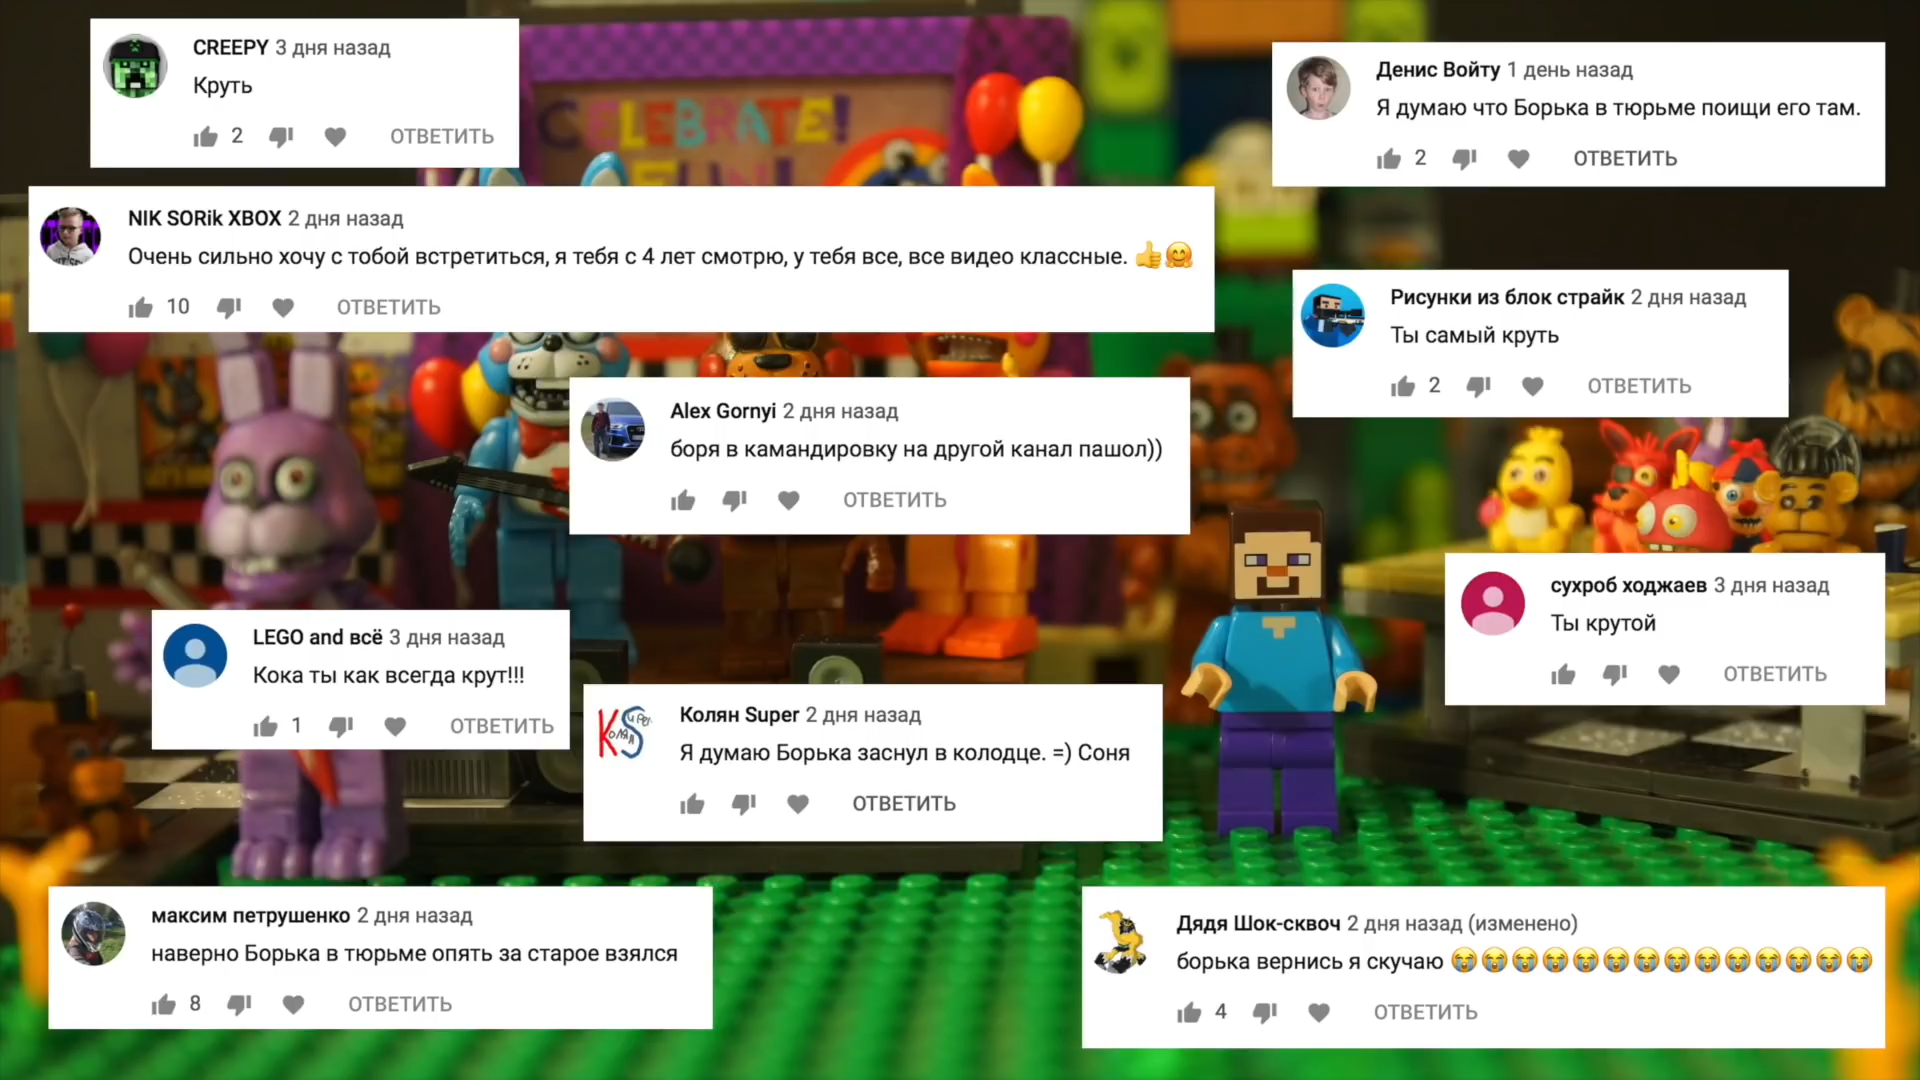 CREEPY 3 дня назад
Круть
2 ОТВЕТИТЬ
CELEBRATE!
FUN!
Денис Войту 1 день назад
Я думаю что Борька в тюрьме поищи его там.
2 ОТВЕТИТЬ
NIK SORik XBOX 2 дня назад
Очень сильно хочу с тобой встретиться, я тебя с 4 лет смотрю, у тебя все, все видео классные. 👍🤗
10 ОТВЕТИТЬ
Рисунки из блок страйк 2 дня назад
Ты самый круть
2 ОТВЕТИТЬ
Alex Gornyi 2 дня назад
боря в камандировку на другой канал пашол))
ОТВЕТИТЬ
сухроб ходжаев 3 дня назад
Ты крутой
ОТВЕТИТЬ
LEGO and всё 3 дня назад
Кока ты как всегда крут!!!
1 ОТВЕТИТЬ
Колян Super 2 дня назад
Я думаю Борька заснул в колодце. =) Соня
ОТВЕТИТЬ
максим петрушенко 2 дня назад
наверно Борька в тюрьме опять за старое взялся
8 ОТВЕТИТЬ
Дядя Шок-сквоч 2 дня назад (изменено)
борька вернись я скучаю 😭😭😭😭😭😭😭😭😭😭😭😭😭😭
4 ОТВЕТИТЬ